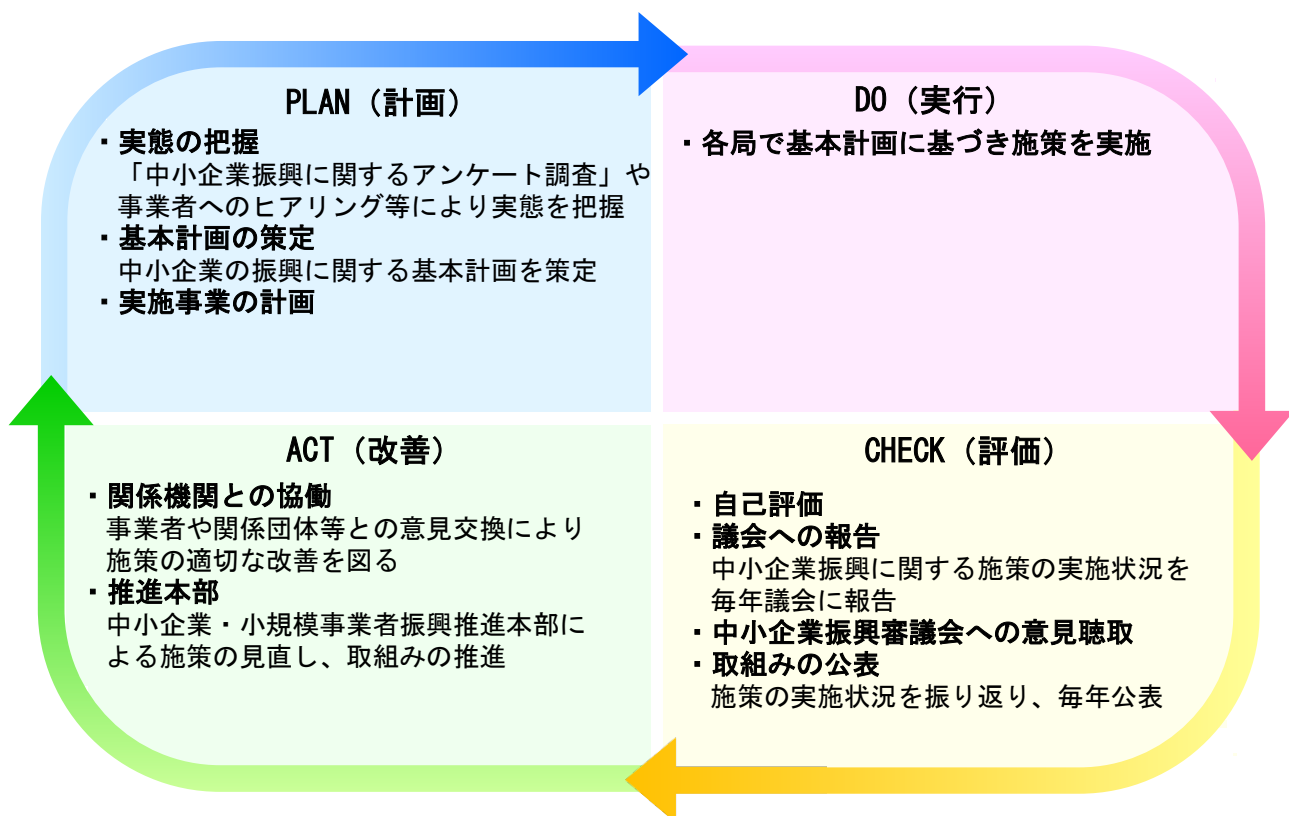 PLAN（計画）
・実態の把握
「中小企業振興に関するアンケート調査」や
事業者へのヒアリング等により実態を把握
・基本計画の策定
中小企業の振興に関する基本計画を策定
・実施事業の計画
DO（実行）
・各局で基本計画に基づき施策を実施
ACT（改善）
・関係機関との協働
事業者や関係団体等との意見交換により
施策の適切な改善を図る
・推進本部
中小企業・小規模事業者振興推進本部に
よる施策の見直し、取組みの推進
CHECK（評価）
・自己評価
・議会への報告
中小企業振興に関する施策の実施状況を
毎年議会に報告
・中小企業振興審議会への意見聴取
・取組みの公表
施策の実施状況を振り返り、毎年公表